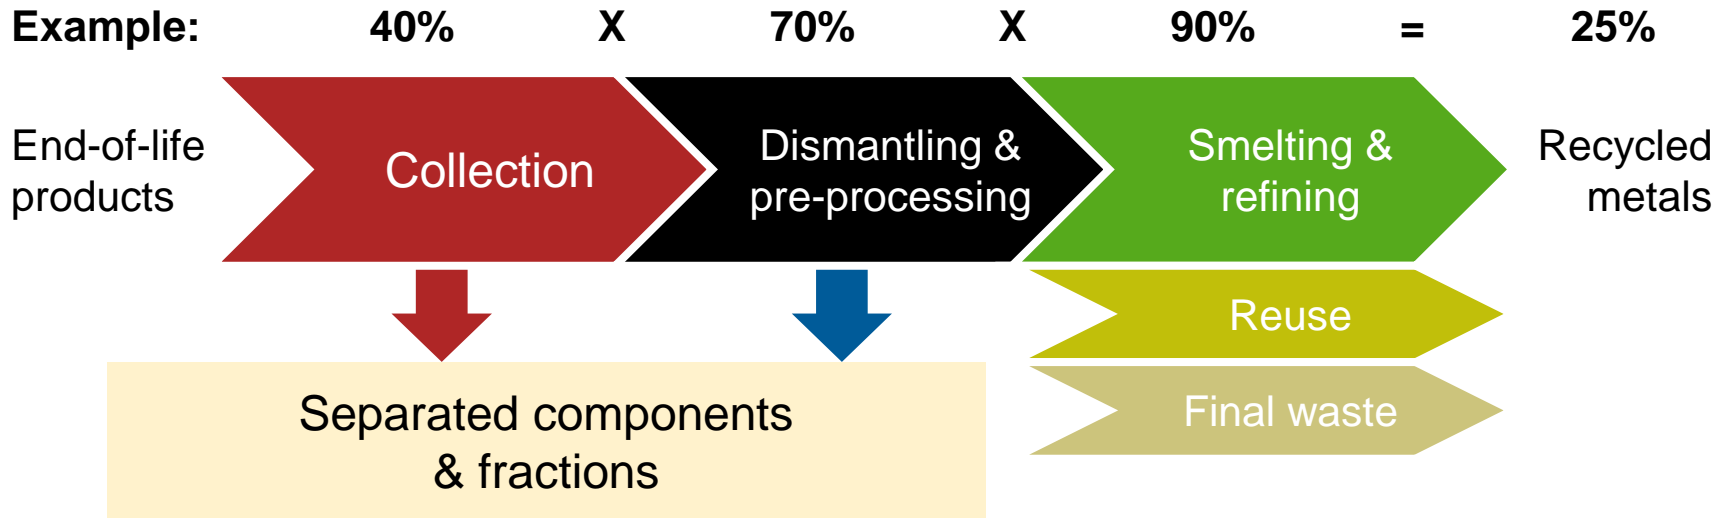 Example: 40% X 70% X 90% = 25%
End-of-life
products
Collection
Dismantling &
pre-processing
Smelting &
refining
Recycled
metals
Reuse
Final waste
Separated components
& fractions